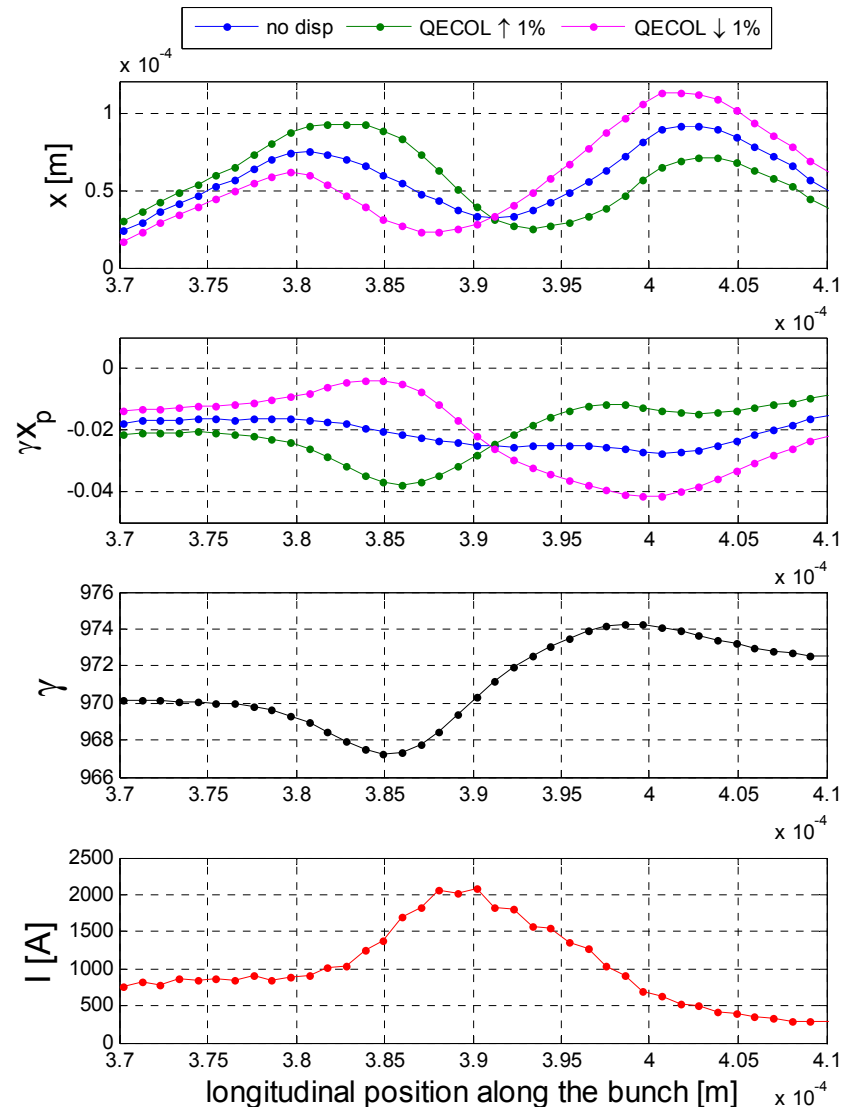 no disp QECOL ↑ 1% QECOL ↓ 1%
x 10^-4
1
0.5
0
x [m]
3.7 3.75 3.8 3.85 3.9 3.95 4 4.05 4.1
x 10^-4
0
-0.02
-0.04
γx_p
3.7 3.75 3.8 3.85 3.9 3.95 4 4.05 4.1
x 10^-4
976
974
972
970
968
966
γ
3.7 3.75 3.8 3.85 3.9 3.95 4 4.05 4.1
x 10^-4
2500
2000
1500
1000
500
0
I [A]
3.7 3.75 3.8 3.85 3.9 3.95 4 4.05 4.1
longitudinal position along the bunch [m] x 10^-4